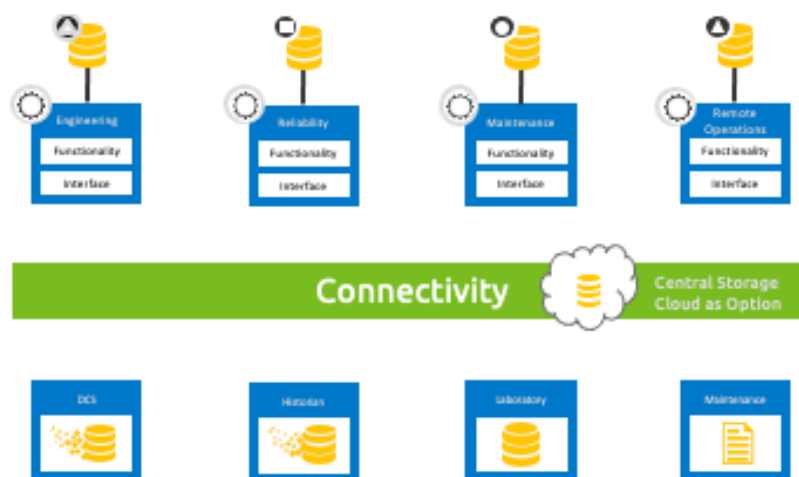 Engineering
Functionality
Interface
Reliability
Functionality
Interface
Maintenance
Functionality
Interface
Remote
Operations
Functionality
Interface
Connectivity
Central Storage
Cloud as Option
DCS
Historian
Laboratory
Maintenance